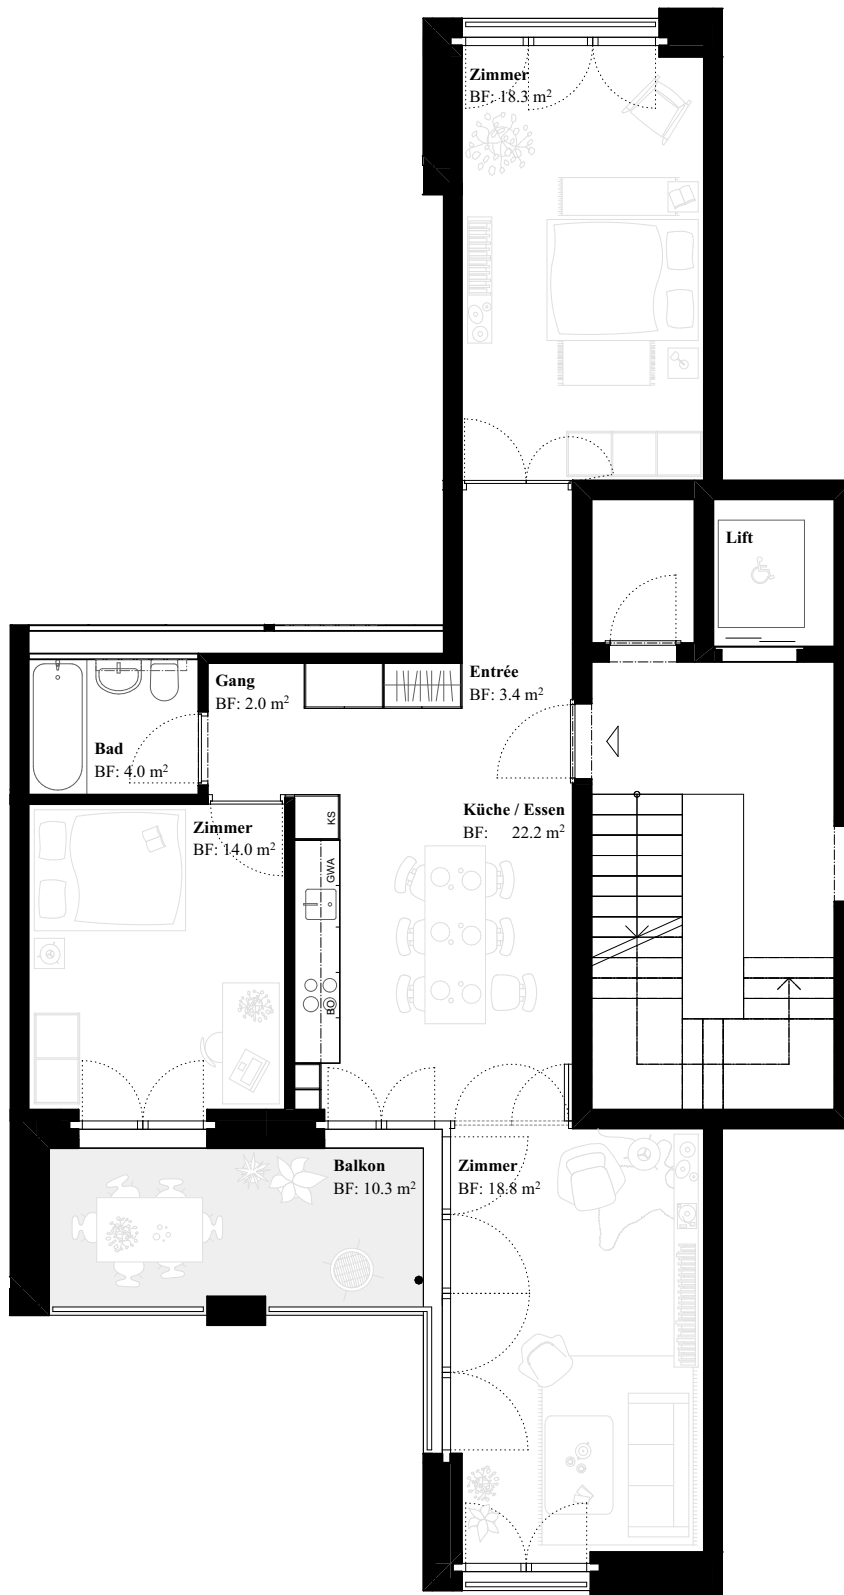 Zimmer
BF: 18.3 m²
Lift
Entrée
BF: 3.4 m²
Gang
BF: 2.0 m²
Bad
BF: 4.0 m²
Zimmer
BF: 14.0 m²
KS
GWA
BO
Küche / Essen
BF: 22.2 m²
Balkon
BF: 10.3 m²
Zimmer
BF: 18.8 m²